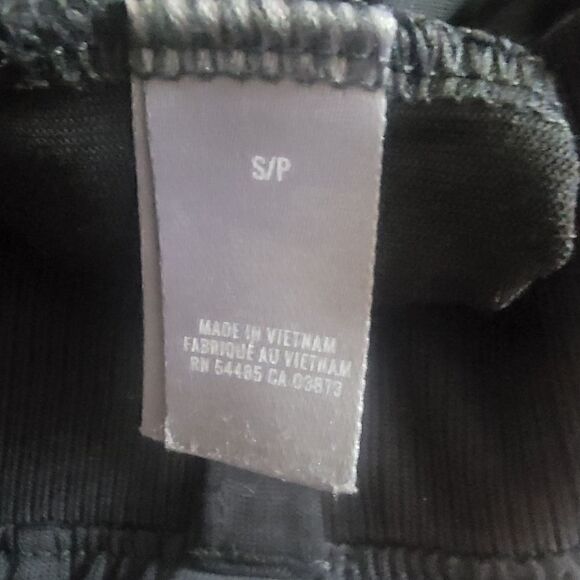 S/P
MADE IN VIETNAM
FABRIQUÉ AU VIETNAM
RN 54485 CA 03873